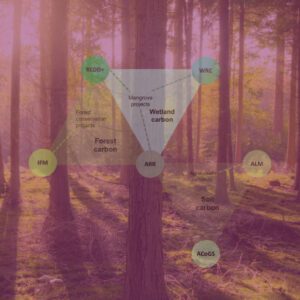 REDD+
WRC
Mangrove
projects
Wetland
carbon
Forest
conservation
projects
Forest
carbon
IFM
ARR
ALM
Soil
carbon
ACoGS